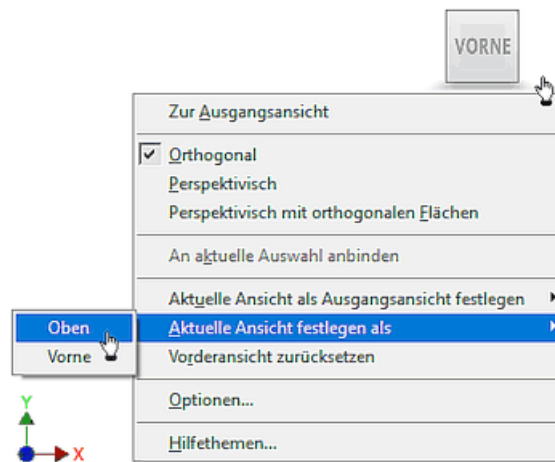 VORNE
Zur Ausgangsansicht
Orthogonal
Perspektivisch
Perspektivisch mit orthogonalen Flächen
An aktuelle Auswahl anbinden
Aktuelle Ansicht als Ausgangsansicht festlegen
Oben
Aktuelle Ansicht festlegen als
Vorne
Vorderansicht zurücksetzen
Y
Optionen...
X
Hilfethemen...